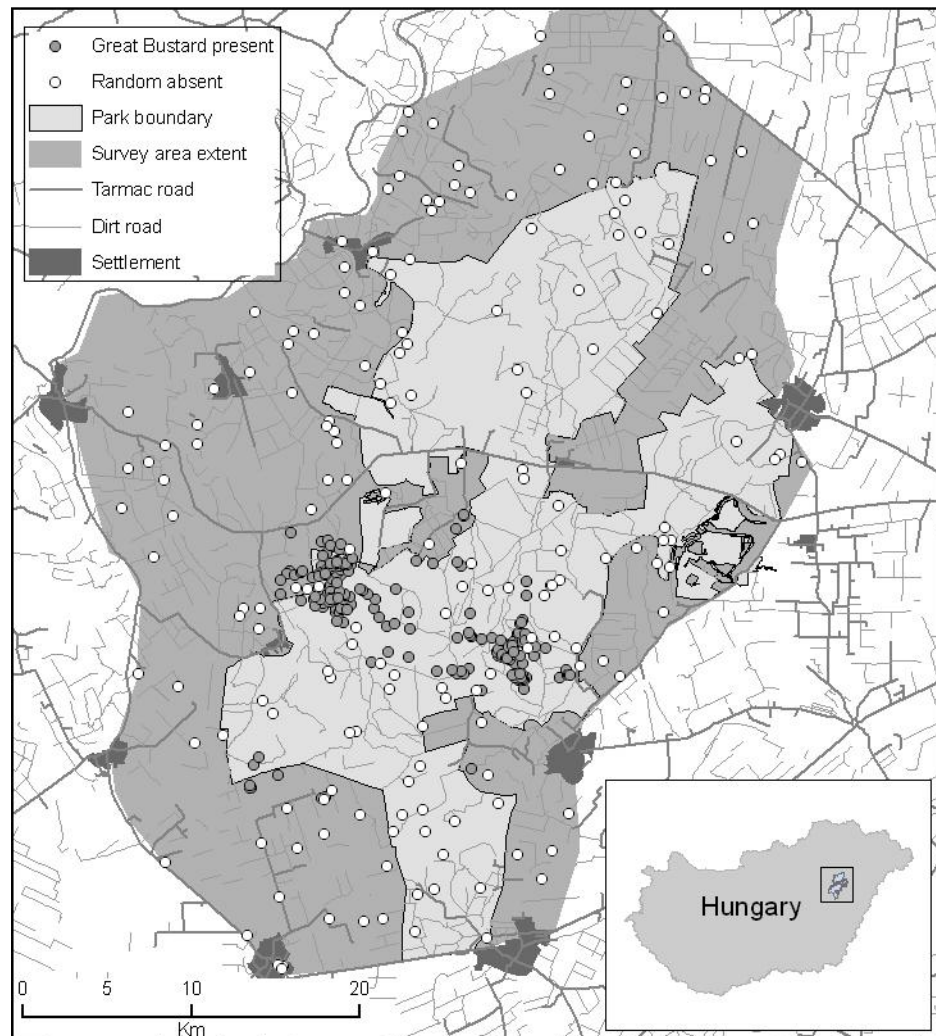 Great Bustard present
Random absent
Park boundary
Survey area extent
Tarmac road
Dirt road
Settlement
Hungary
0 5 10 20
Km